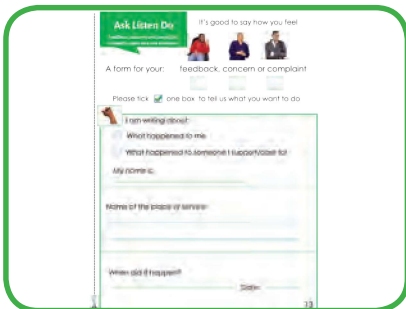 Ask Listen Do
It's good to say how you feel
A form for your: feedback, concern or complaint
Please tick one box to tell us what you want to do
I am writing about:
What happened to me
What happened to someone I support/care for
My name is:
Name of the place or service:
When did it happen?
Date:
13